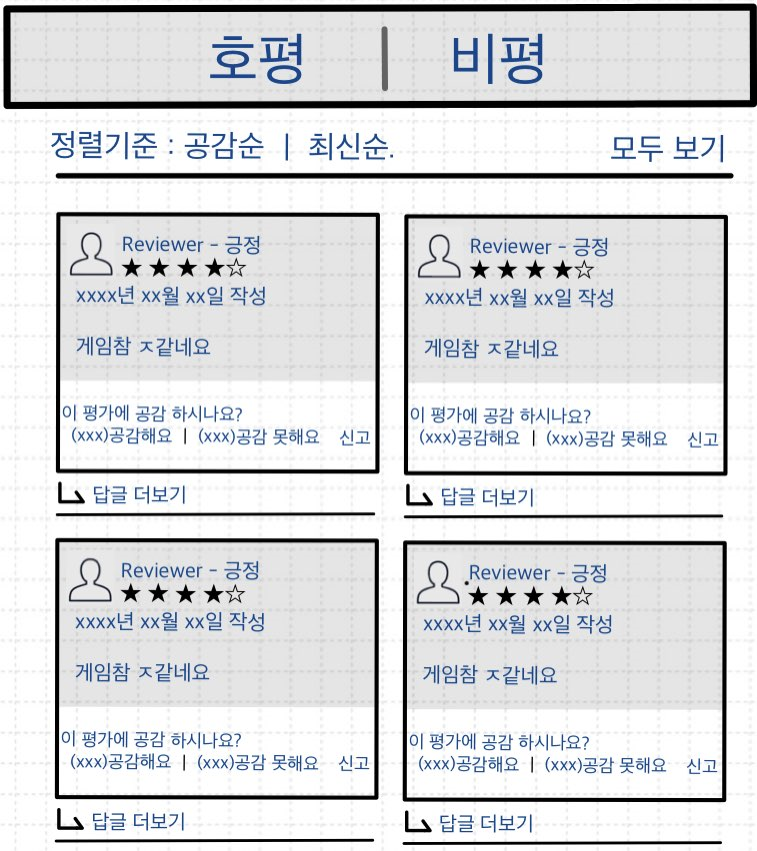 호평 | 비평
정렬기준 : 공감순 | 최신순. 모두 보기
Reviewer - 긍정
★★★★☆
xxxx년 xx월 xx일 작성
게임참 ㅈ같네요
이 평가에 공감 하시나요?
(xxx)공감해요 | (xxx)공감 못해요 신고
답글 더보기
Reviewer - 긍정
★★★★☆
xxxx년 xx월 xx일 작성
게임참 ㅈ같네요
이 평가에 공감 하시나요?
(xxx)공감해요 | (xxx)공감 못해요 신고
답글 더보기
Reviewer - 긍정
★★★★☆
xxxx년 xx월 xx일 작성
게임참 ㅈ같네요
이 평가에 공감 하시나요?
(xxx)공감해요 | (xxx)공감 못해요 신고
답글 더보기
Reviewer - 긍정
★★★★☆
xxxx년 xx월 xx일 작성
게임참 ㅈ같네요
이 평가에 공감 하시나요?
(xxx)공감해요 | (xxx)공감 못해요 신고
답글 더보기